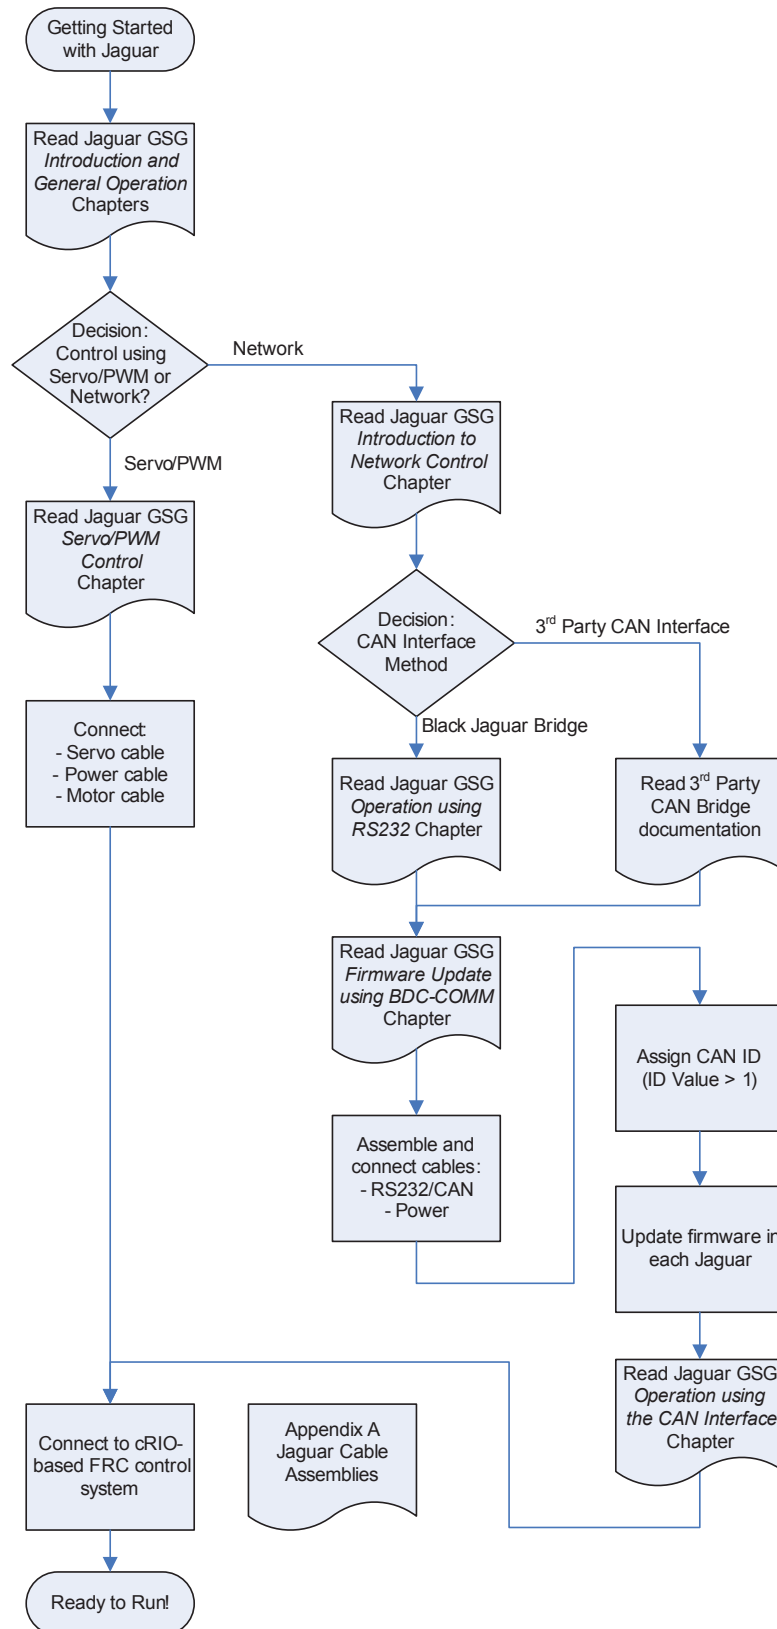 Getting Started
with Jaguar
Read Jaguar GSG
Introduction and
General Operation
Chapters
Decision:
Control using
Servo/PWM or
Network?
Network
Servo/PWM
Read Jaguar GSG
Servo/PWM
Control
Chapter
Connect:
- Servo cable
- Power cable
- Motor cable
Read Jaguar GSG
Introduction to
Network Control
Chapter
Decision:
CAN Interface
Method
3rd Party CAN Interface
Black Jaguar Bridge
Read Jaguar GSG
Operation using
RS232 Chapter
Read 3rd Party
CAN Bridge
documentation
Read Jaguar GSG
Firmware Update
using BDC-COMM
Chapter
Assemble and
connect cables:
- RS232/CAN
- Power
Assign CAN ID
(ID Value > 1)
Update firmware in
each Jaguar
Read Jaguar GSG
Operation using
the CAN Interface
Chapter
Connect to cRIO-
based FRC control
system
Appendix A
Jaguar Cable
Assemblies
Ready to Run!